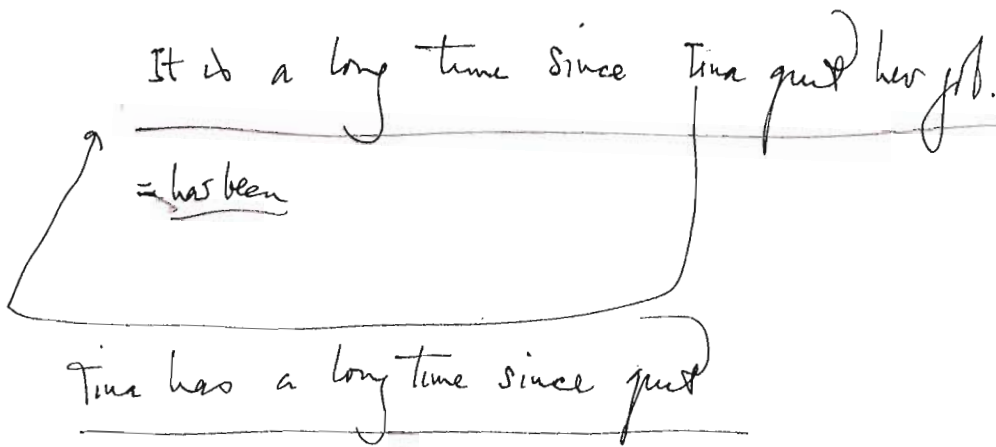 It is a long time since Tina quit her job.
= has been
Tina has a long time since quit